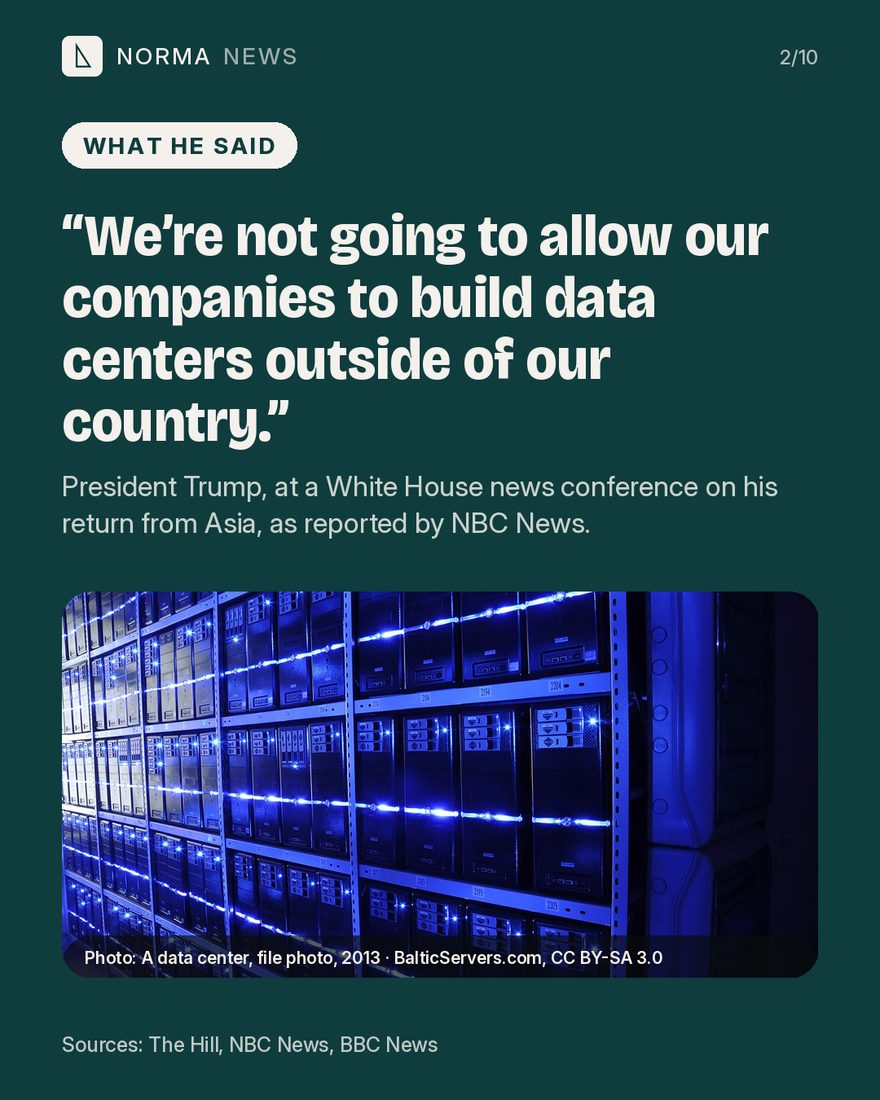 NORMA NEWS
2/10
WHAT HE SAID
“We’re not going to allow our
companies to build data
centers outside of our
country.”
President Trump, at a White House news conference on his
return from Asia, as reported by NBC News.
Photo: A data center, file photo, 2013 · BalticServers.com, CC BY-SA 3.0
Sources: The Hill, NBC News, BBC News